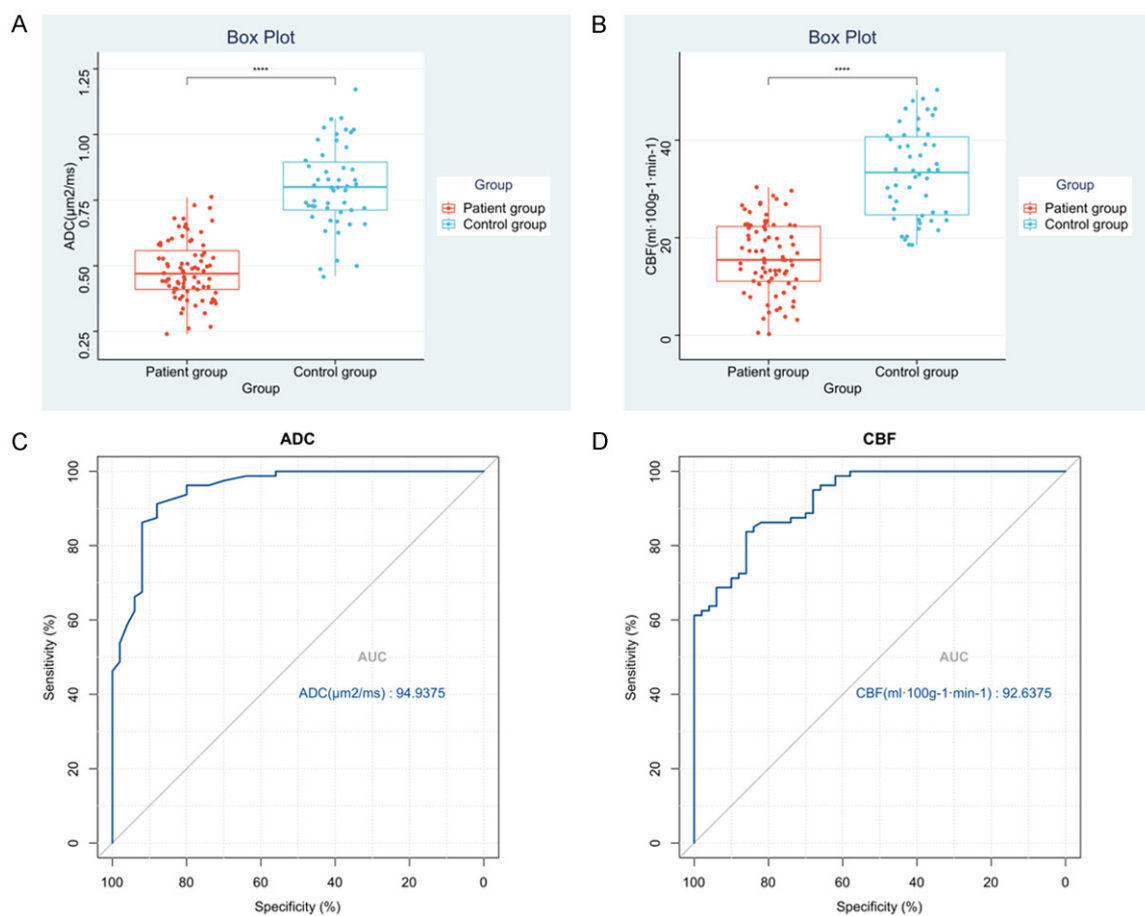 A
Box Plot
ADC(µm2/ms)
1.25
1.00
0.75
0.50
0.25
****
Patient group
Control group
Group
Group
Patient group
Control group
B
Box Plot
CBF(ml·100g-1·min-1)
40
20
0
****
Patient group
Control group
Group
Group
Patient group
Control group
C
ADC
Sensitivity (%)
100
80
60
40
20
0
AUC
ADC(µm2/ms) : 94.9375
100
80
60
40
20
0
Specificity (%)
D
CBF
Sensitivity (%)
100
80
60
40
20
0
AUC
CBF(ml·100g-1·min-1) : 92.6375
100
80
60
40
20
0
Specificity (%)